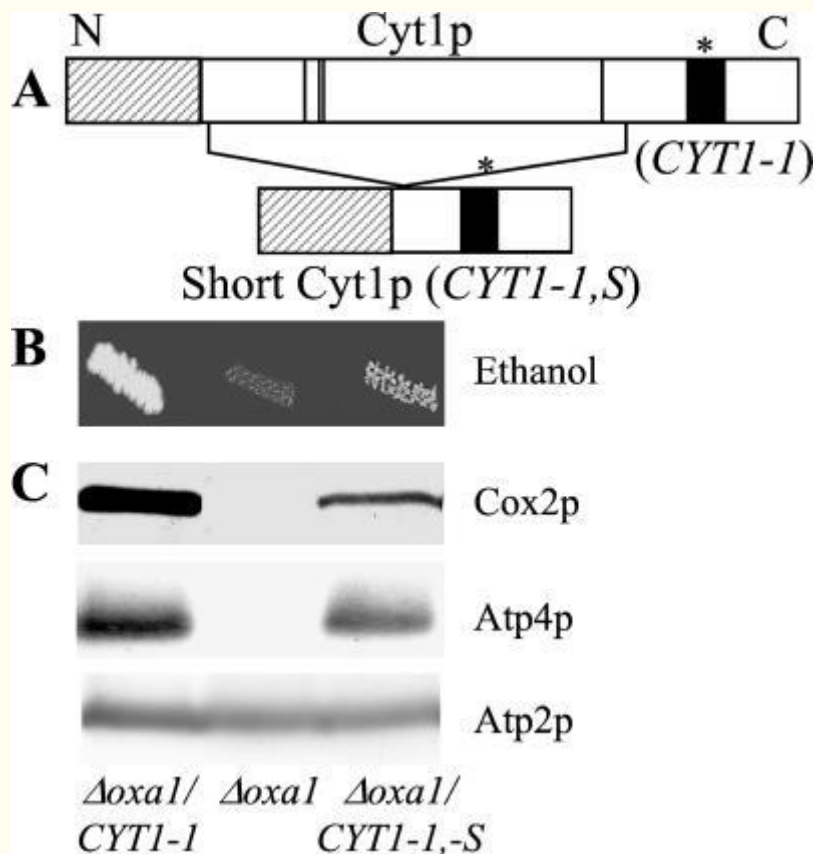 N Cyt1p * C
A
(CYT1-1)
*
Short Cyt1p (CYT1-1,S)
B Ethanol
C Cox2p
Atp4p
Atp2p
Δoxa1/ Δoxa1 Δoxa1/
CYT1-1 CYT1-1,-S